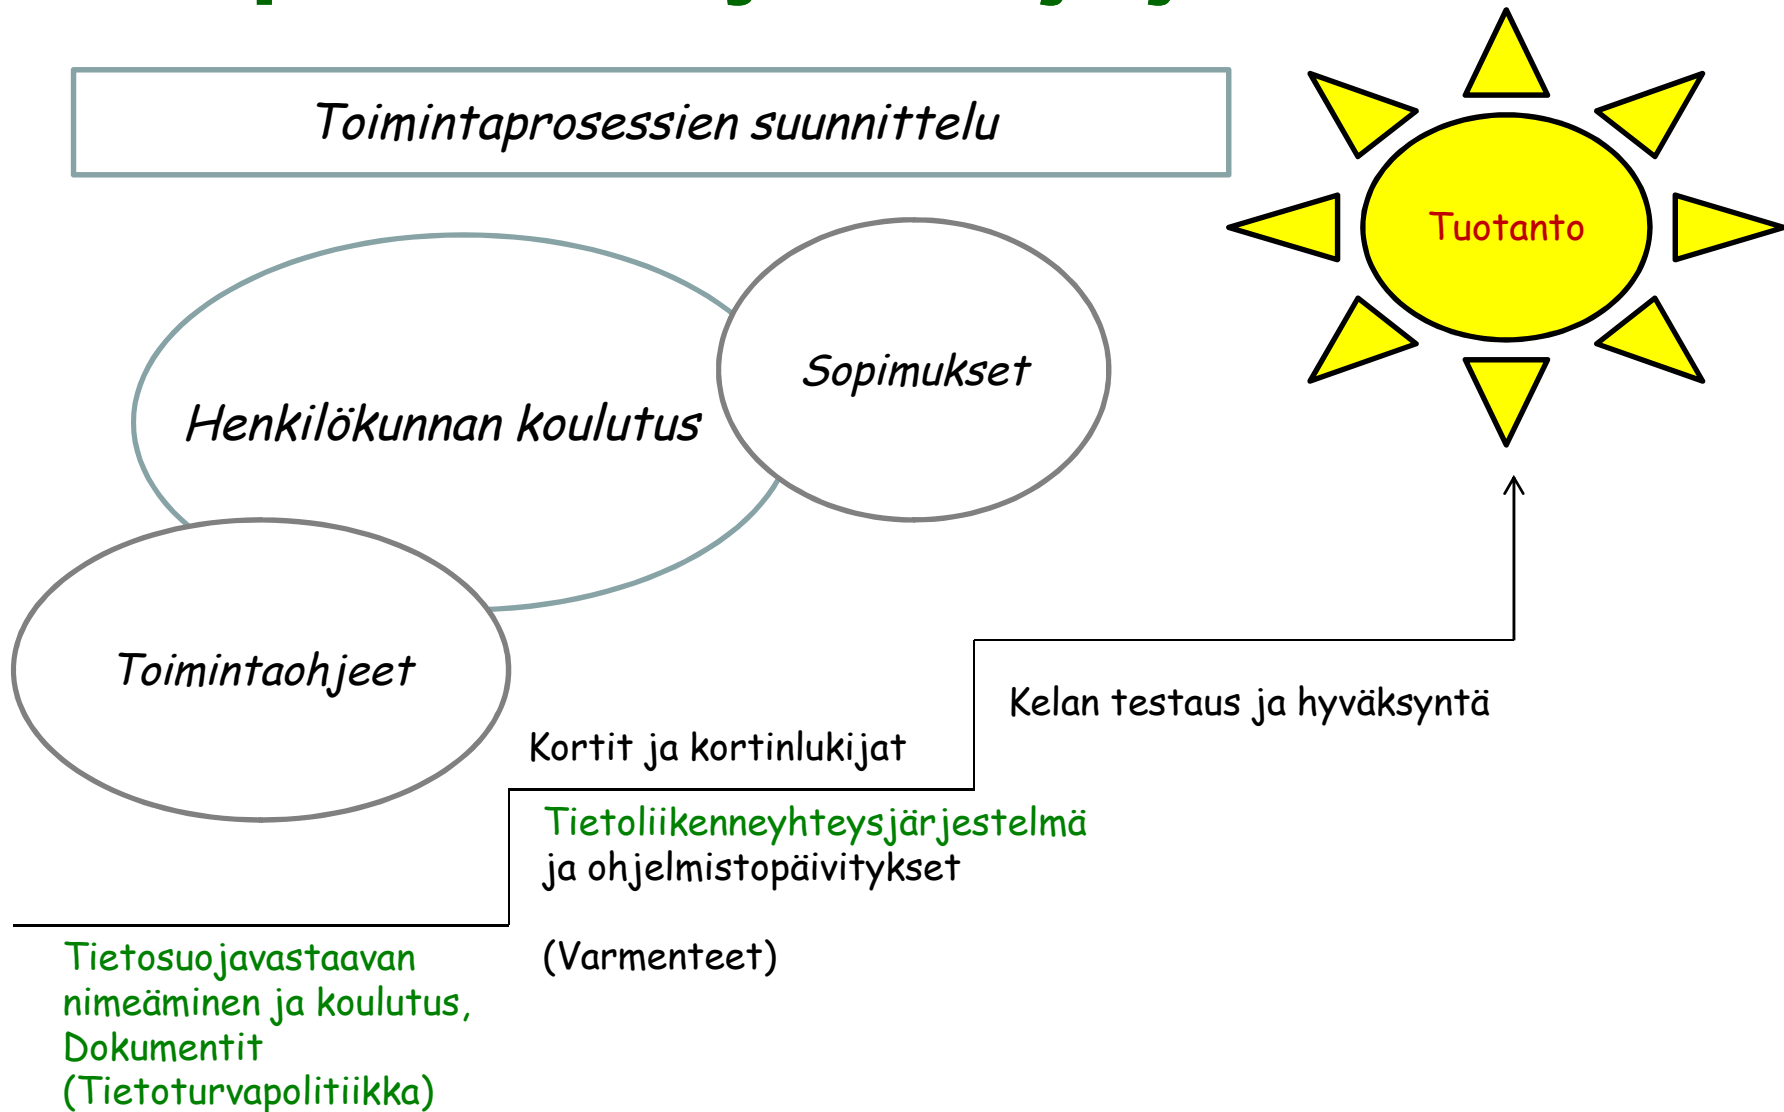 Toimintaprosessien suunnittelu
Tuotanto
Sopimukset
Henkilökunnan koulutus
Toimintaohjeet
Kelan testaus ja hyväksyntä
Kortit ja kortinlukijat
Tietoliikenneyhteysjärjestelmä
ja ohjelmistopäivitykset
(Varmenteet)
Tietosuojavastaavan
nimeäminen ja koulutus,
Dokumentit
(Tietoturvapolitiikka)